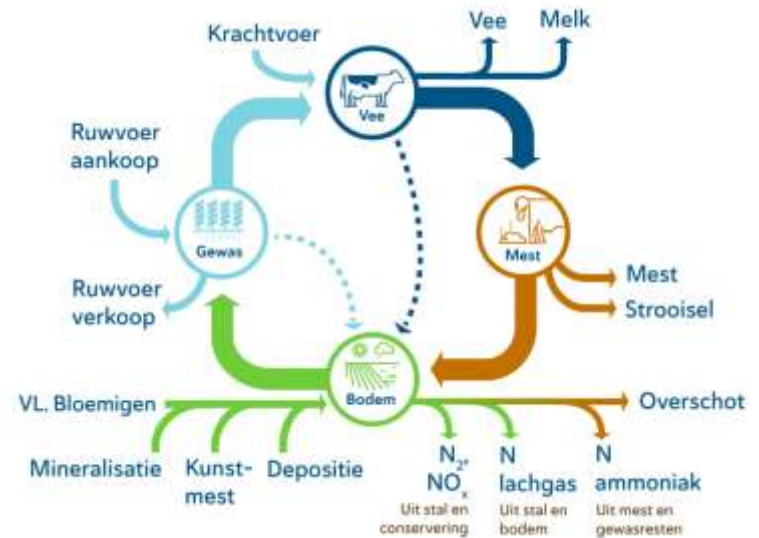 Krachtvoer
Vee
Melk
Vee
Ruwvoer
aankoop
Gewas
Mest
Ruwvoer
verkoop
Mest
Strooisel
Bodem
VL. Bloemigen
Overschot
Mineralisatie
Kunst-
mest
Depositie
N₂,
NOₓ
Uit stal en
conservering
N
lachgas
Uit stal en
bodem
N
ammoniak
Uit mest en
gewasresten